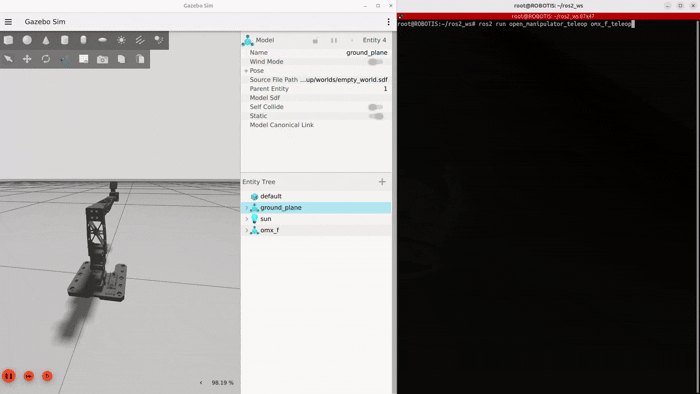 Gazebo Sim
Gazebo Sim
Model
Entity 4
Name ground_plane
Wind Mode
Pose
Source File Path ...up/worlds/empty_world.sdf
Parent Entity 1
Model Sdf
Self Collide
Static
Model Canonical Link
Entity Tree
default
ground_plane
sun
omx_f
98.19 %
root@ROBOTIS: ~/ros2_ws
root@ROBOTIS: ~/ros2_ws 87x47
root@ROBOTIS:~/ros2_ws# ros2 run open_manipulator_teleop omx_f_teleop